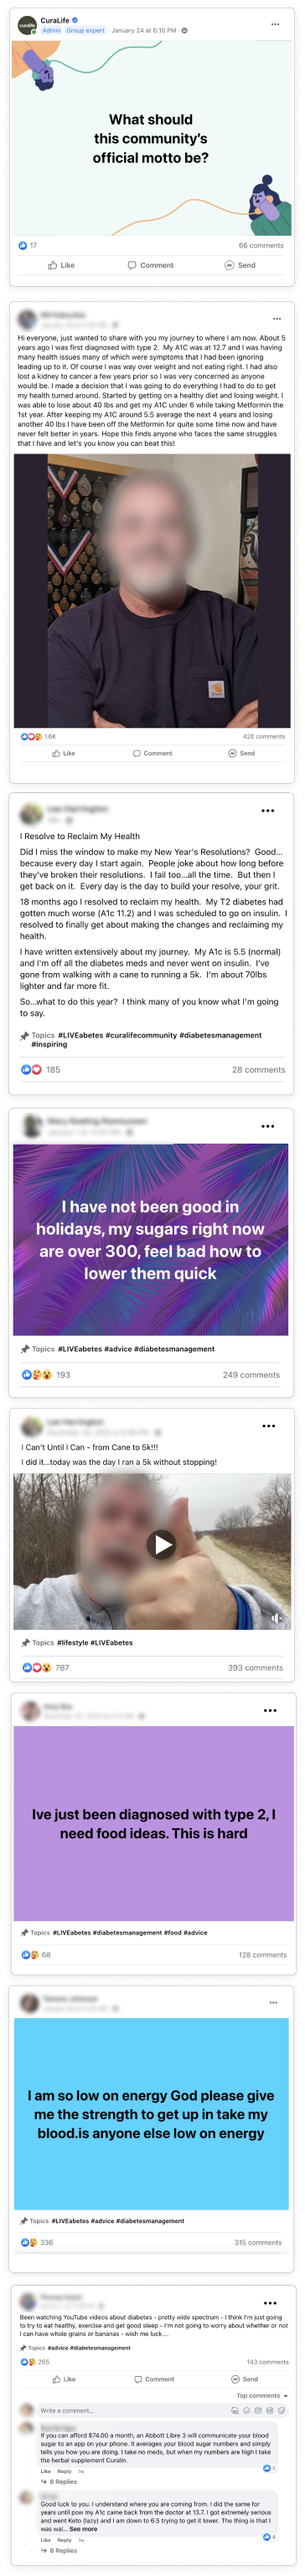 curalife
CuraLife
Admin Group expert · January 24 at 6:10 PM ·
What should
this community's
official motto be?
17
66 comments
Like
Comment
Send
Hi everyone, just wanted to share with you my journey to where I am now. About 5
years ago I was first diagnosed with type 2. My A1C was at 12.7 and I was having
many health issues many of which were symptoms that I had been ignoring
leading up to it. Of course I was way over weight and not eating right. I had also
lost a kidney to cancer a few years prior so I was very concerned as anyone
would be. I made a decision that I was going to do everything I had to do to get
my health turned around. Started by getting on a healthy diet and losing weight. I
was able to lose about 40 lbs and get my A1C under 6 while taking Metformin the
1st year. After keeping my A1c around 5.5 average the next 4 years and losing
another 40 lbs I have been off the Metformin for quite some time now and have
never felt better in years. Hope this finds anyone who faces the same struggles
that I have and let's you know you can beat this!
1.6K
426 comments
Like
Comment
Send
I Resolve to Reclaim My Health
Did I miss the window to make my New Year's Resolutions? Good...
because every day I start again. People joke about how long before
they've broken their resolutions. I fail too...all the time. But then I
get back on it. Every day is the day to build your resolve, your grit.
18 months ago I resolved to reclaim my health. My T2 diabetes had
gotten much worse (A1c 11.2) and I was scheduled to go on insulin. I
resolved to finally get about making the changes and reclaiming my
health.
I have written extensively about my journey. My A1c is 5.5 (normal)
and I'm off all the diabetes meds and never went on insulin. I've
gone from walking with a cane to running a 5k. I'm about 70lbs
lighter and far more fit.
So...what to do this year? I think many of you know what I'm going
to say.
Topics #LIVEabetes #curalifecommunity #diabetesmanagement
#inspiring
185
28 comments
I have not been good in
holidays, my sugars right now
are over 300, feel bad how to
lower them quick
Topics #LIVEabetes #advice #diabetesmanagement
193
249 comments
I Can't Until I Can - from Cane to 5k!!!
I did it...today was the day I ran a 5k without stopping!
Topics #lifestyle #LIVEabetes
787
393 comments
Ive just been diagnosed with type 2, I
need food ideas. This is hard
Topics #LIVEabetes #diabetesmanagement #food #advice
68
128 comments
I am so low on energy God please give
me the strength to get up in take my
blood.is anyone else low on energy
Topics #LIVEabetes #advice #diabetesmanagement
336
315 comments
Been watching YouTube videos about diabetes - pretty wide spectrum - I think I'm just going
to try to eat healthy, exercise and get good sleep - I'm not going to worry about whether or not
I can have whole grains or bananas - wish me luck....
Topics #advice #diabetesmanagement
265
143 comments
Like
Comment
Send
Top comments
Write a comment...
If you can afford $74.00 a month, an Abbott Libre 3 will communicate your blood
sugar to an app on your phone. It averages your blood sugar numbers and simply
tells you how you are doing. I take no meds, but when my numbers are high I take
the herbal supplement Curalin.
5
Like Reply 1w
8 Replies
Good luck to you. I understand where you are coming from. I did the same for
years until pow my A1c came back from the doctor at 13.7. I got extremely serious
and went Keto (lazy) and I am down to 6.5 trying to get it lower. The thing is that I
was wal... See more
4
Like Reply 1w
8 Replies